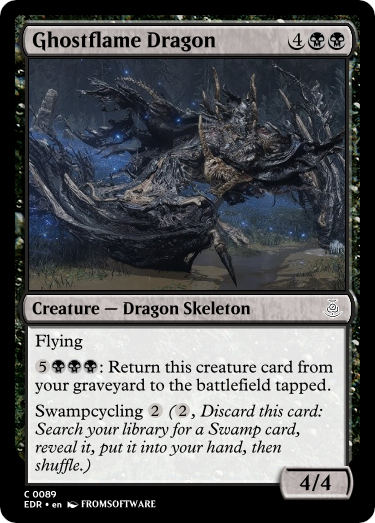 Ghostflame Dragon 4
Creature — Dragon Skeleton
Flying
5: Return this creature card from
your graveyard to the battlefield tapped.
Swampcycling 2 (2, Discard this card:
Search your library for a Swamp card,
reveal it, put it into your hand, then
shuffle.)
4/4
C 0089
EDR • en FROMSOFTWARE